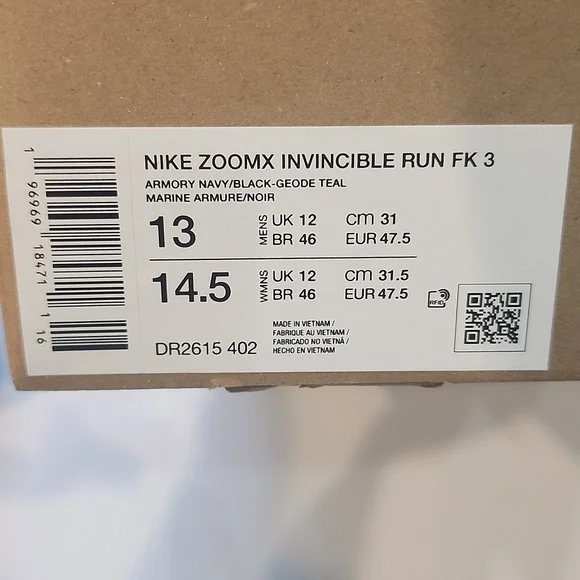 NIKE ZOOMX INVINCIBLE RUN FK 3
ARMORY NAVY/BLACK-GEODE TEAL
MARINE ARMURE/NOIR
13 MENS UK 12 CM 31
BR 46 EUR 47.5
14.5 WMNS UK 12 CM 31.5
BR 46 EUR 47.5
RFID
DR2615 402
MADE IN VIETNAM /
FABRIQUE AU VIETNAM /
FABRICADO NO VIETNÃ /
HECHO EN VIETNAM
1 96969 18471 1 16